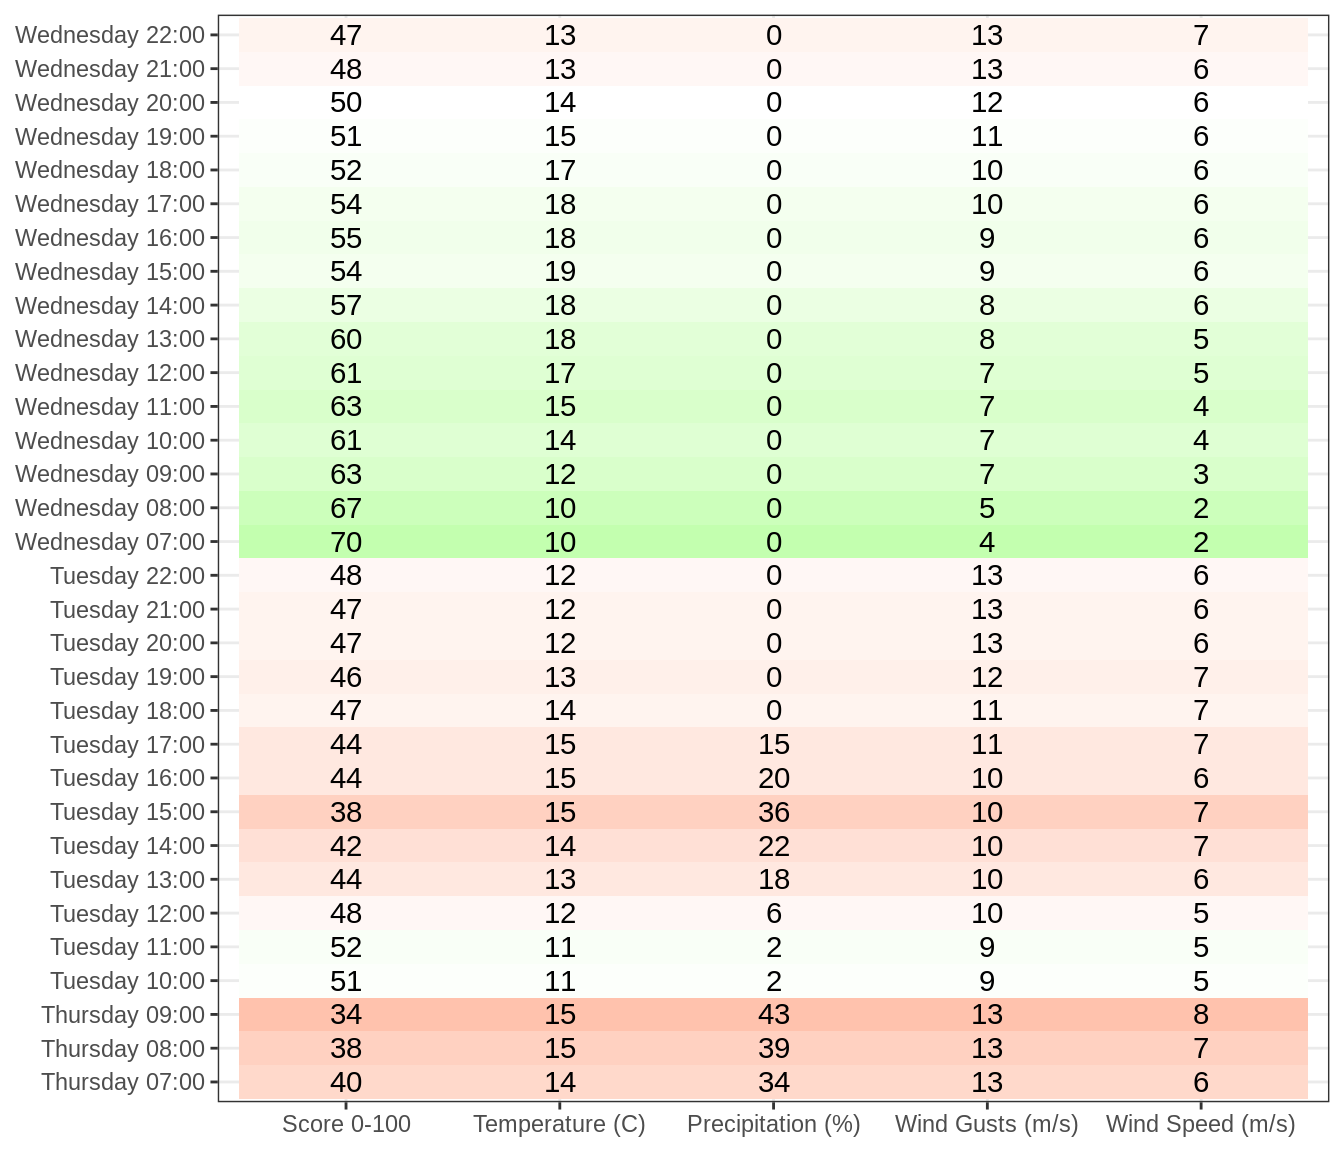 Wednesday 22:00 47 13 0 13 7
Wednesday 21:00 48 13 0 13 6
Wednesday 20:00 50 14 0 12 6
Wednesday 19:00 51 15 0 11 6
Wednesday 18:00 52 17 0 10 6
Wednesday 17:00 54 18 0 10 6
Wednesday 16:00 55 18 0 9 6
Wednesday 15:00 54 19 0 9 6
Wednesday 14:00 57 18 0 8 6
Wednesday 13:00 60 18 0 8 5
Wednesday 12:00 61 17 0 7 5
Wednesday 11:00 63 15 0 7 4
Wednesday 10:00 61 14 0 7 4
Wednesday 09:00 63 12 0 7 3
Wednesday 08:00 67 10 0 5 2
Wednesday 07:00 70 10 0 4 2
Tuesday 22:00 48 12 0 13 6
Tuesday 21:00 47 12 0 13 6
Tuesday 20:00 47 12 0 13 6
Tuesday 19:00 46 13 0 12 7
Tuesday 18:00 47 14 0 11 7
Tuesday 17:00 44 15 15 11 7
Tuesday 16:00 44 15 20 10 6
Tuesday 15:00 38 15 36 10 7
Tuesday 14:00 42 14 22 10 7
Tuesday 13:00 44 13 18 10 6
Tuesday 12:00 48 12 6 10 5
Tuesday 11:00 52 11 2 9 5
Tuesday 10:00 51 11 2 9 5
Thursday 09:00 34 15 43 13 8
Thursday 08:00 38 15 39 13 7
Thursday 07:00 40 14 34 13 6
Score 0-100 Temperature (C) Precipitation (%) Wind Gusts (m/s) Wind Speed (m/s)